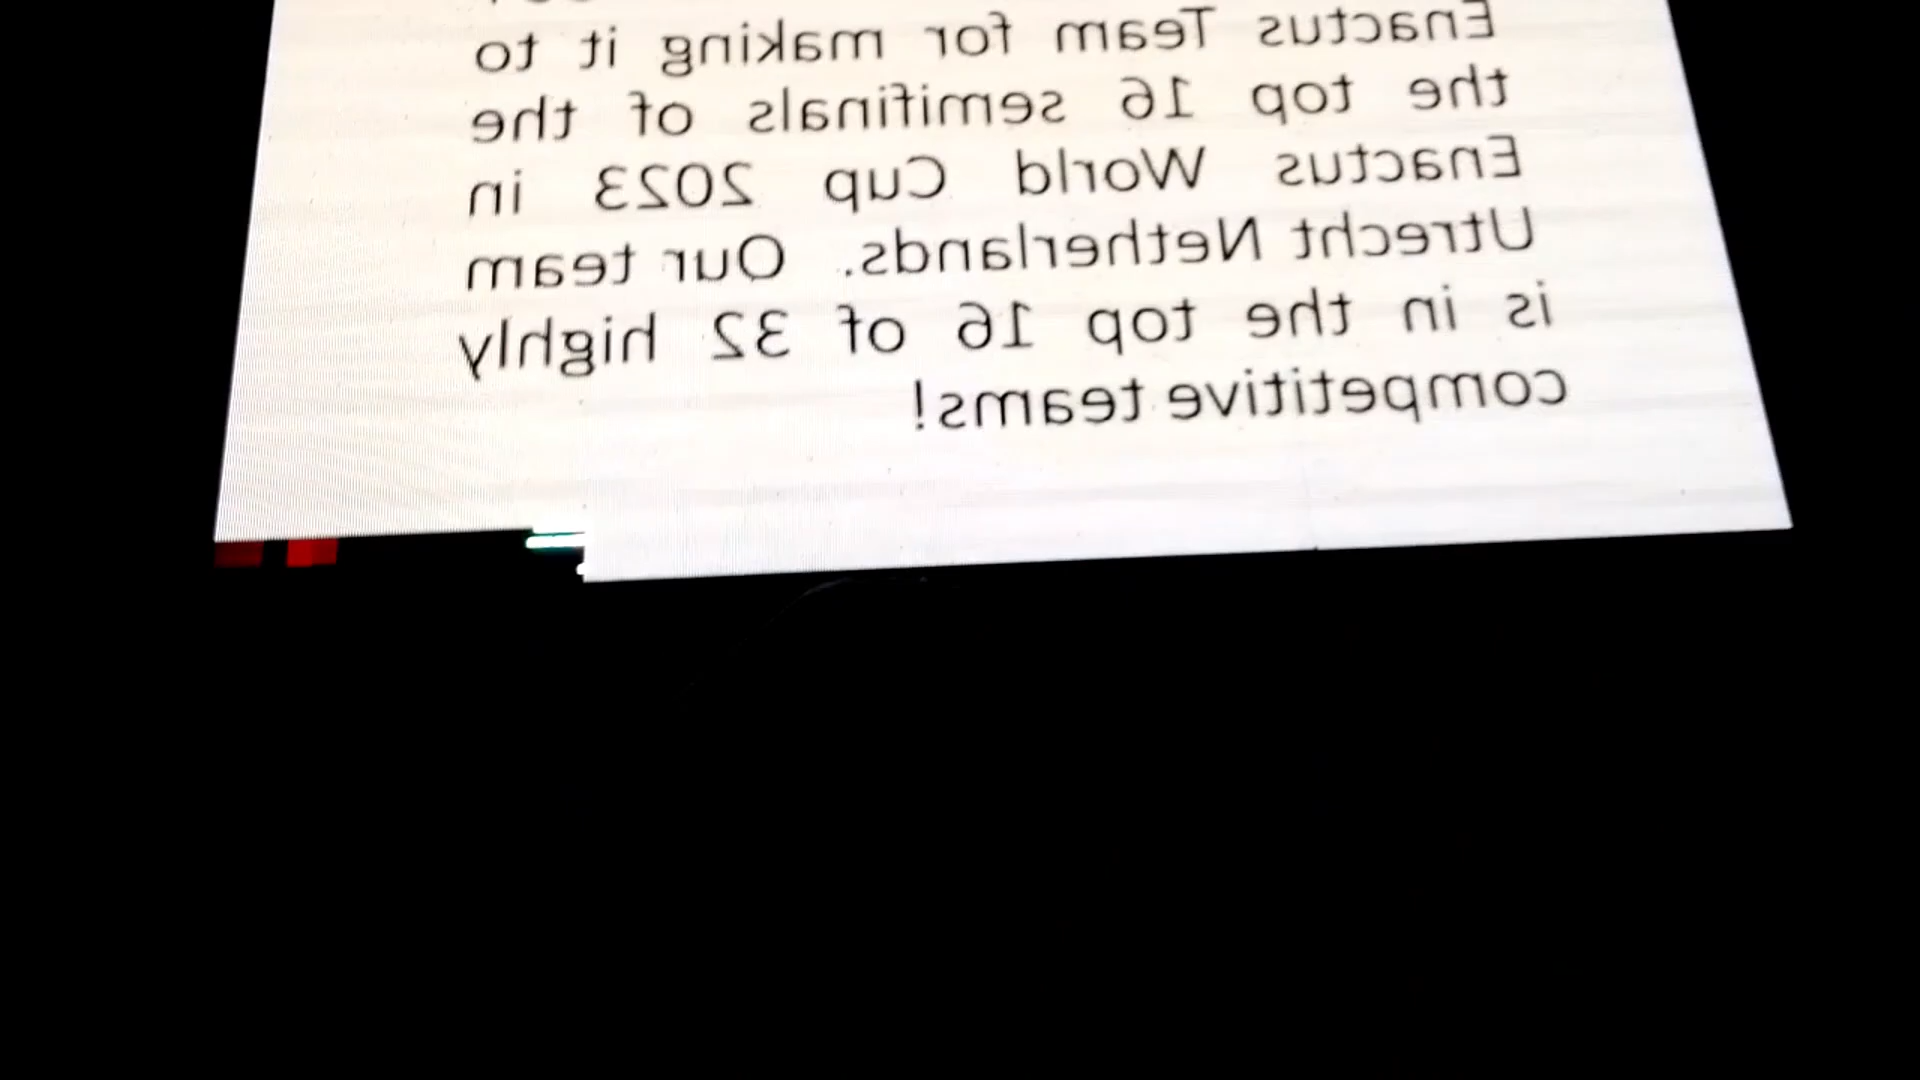 Enactus Team for making it to
the top 16 semifinals of the
Enactus World Cup 2023 in
Utrecht Netherlands. Our team
is in the top 16 of 32 highly
competitive teams!